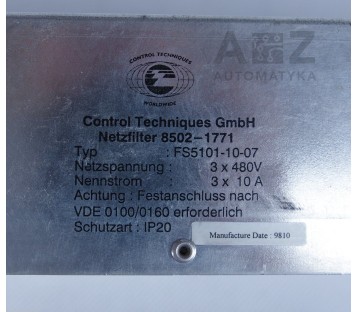 A Z
AUTOMATYKA
CONTROL TECHNIQUES
WORLDWIDE
Control Techniques GmbH
Netzfilter 8502-1771
Typ : FS5101-10-07
Netzspannung : 3 x 480V
Nennstrom : 3 x 10 A
Achtung : Festanschluss nach
VDE 0100/0160 erforderlich
Schutzart : IP20
Manufacture Date : 9810